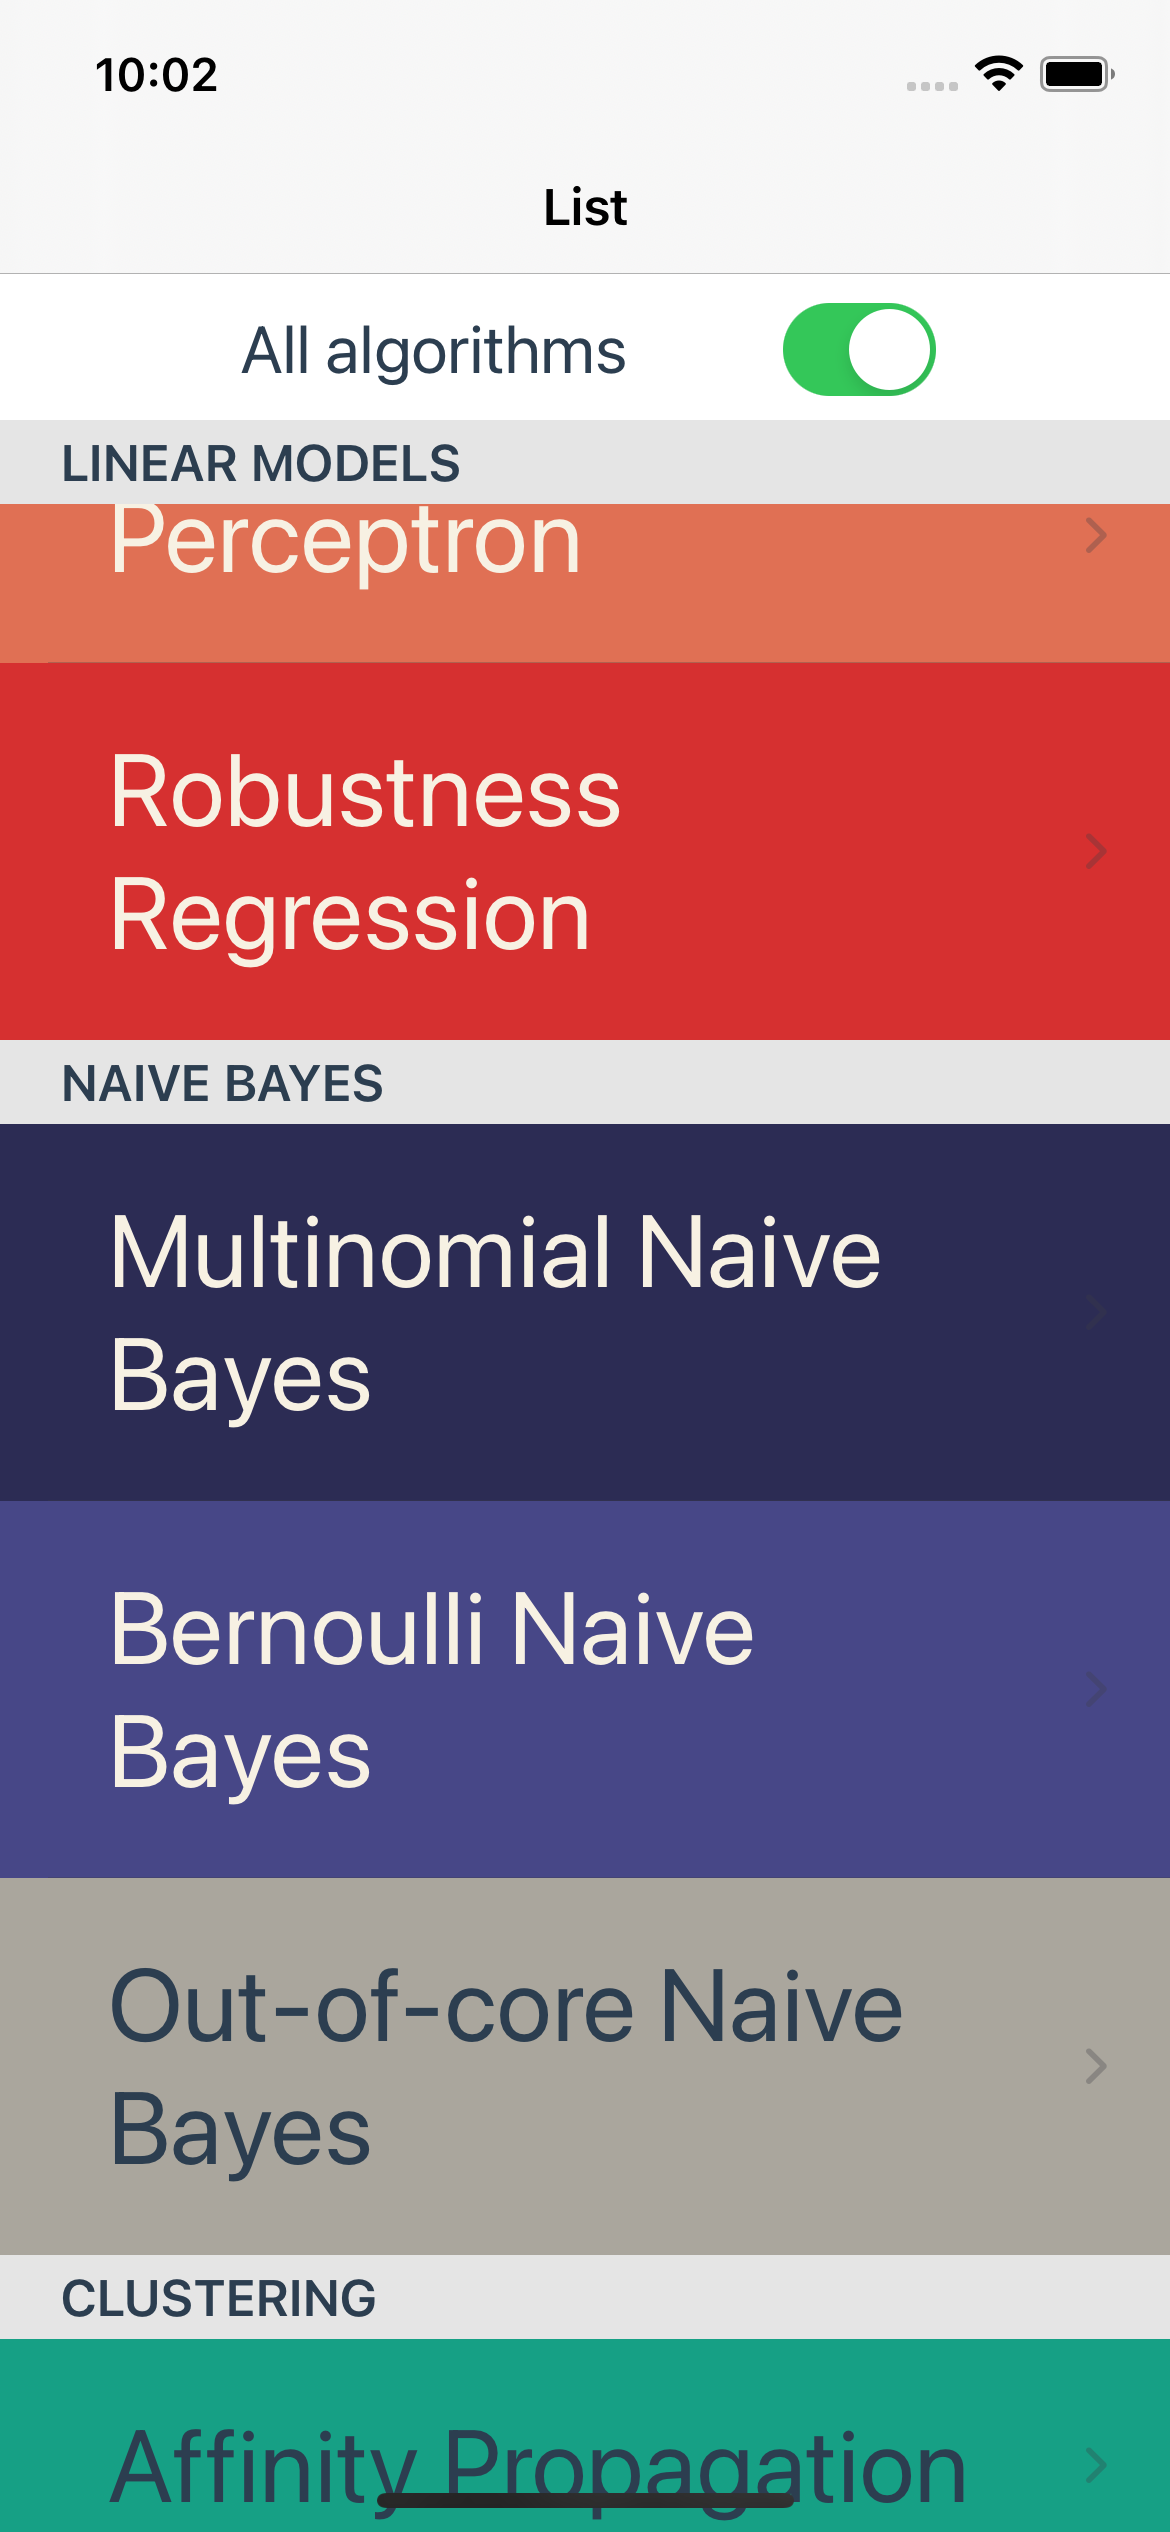 10:02
List
All algorithms
LINEAR MODELS
Perceptron
Robustness
Regression
NAIVE BAYES
Multinomial Naive
Bayes
Bernoulli Naive
Bayes
Out-of-core Naive
Bayes
CLUSTERING
Affinity Propagation